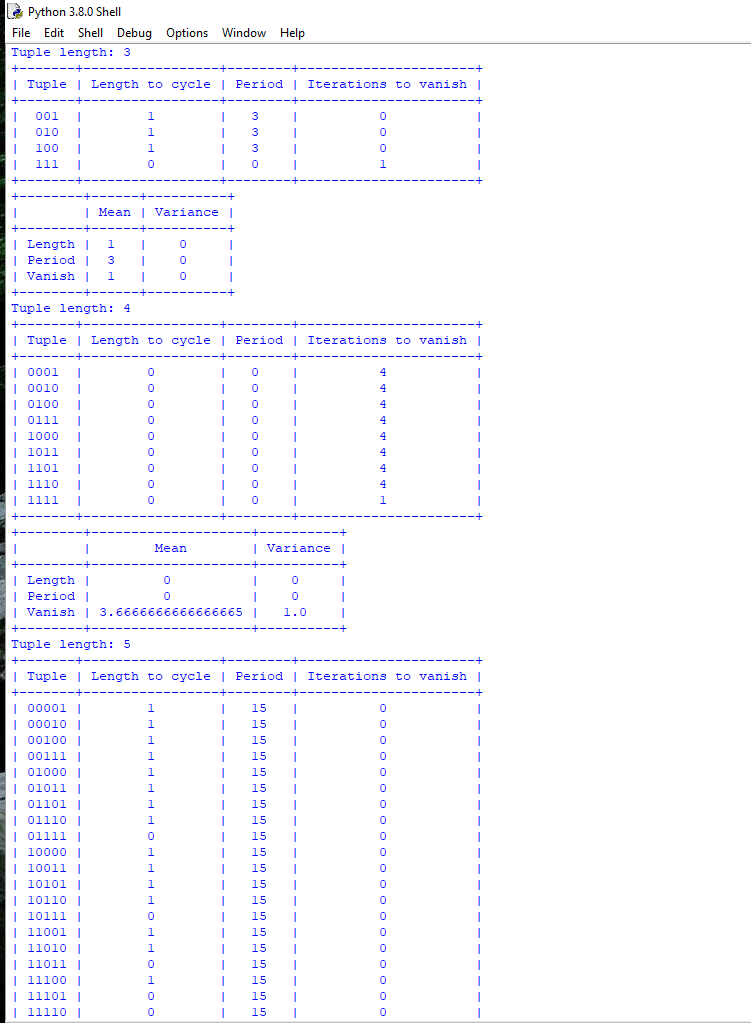 Python 3.8.0 Shell
File Edit Shell Debug Options Window Help
Tuple length: 3
+-------+-----------------+--------+----------------------+
| Tuple | Length to cycle | Period | Iterations to vanish |
+-------+-----------------+--------+----------------------+
| 001 | 1 | 3 | 0 |
| 010 | 1 | 3 | 0 |
| 100 | 1 | 3 | 0 |
| 111 | 0 | 0 | 1 |
+-------+-----------------+--------+----------------------+
+--------+------+----------+
| | Mean | Variance |
+--------+------+----------+
| Length | 1 | 0 |
| Period | 3 | 0 |
| Vanish | 1 | 0 |
+--------+------+----------+
Tuple length: 4
+-------+-----------------+--------+----------------------+
| Tuple | Length to cycle | Period | Iterations to vanish |
+-------+-----------------+--------+----------------------+
| 0001 | 0 | 0 | 4 |
| 0010 | 0 | 0 | 4 |
| 0100 | 0 | 0 | 4 |
| 0111 | 0 | 0 | 4 |
| 1000 | 0 | 0 | 4 |
| 1011 | 0 | 0 | 4 |
| 1101 | 0 | 0 | 4 |
| 1110 | 0 | 0 | 4 |
| 1111 | 0 | 0 | 1 |
+-------+-----------------+--------+----------------------+
+--------+--------------------+----------+
| | Mean | Variance |
+--------+--------------------+----------+
| Length | 0 | 0 |
| Period | 0 | 0 |
| Vanish | 3.6666666666666665 | 1.0 |
+--------+--------------------+----------+
Tuple length: 5
+-------+-----------------+--------+----------------------+
| Tuple | Length to cycle | Period | Iterations to vanish |
+-------+-----------------+--------+----------------------+
| 00001 | 1 | 15 | 0 |
| 00010 | 1 | 15 | 0 |
| 00100 | 1 | 15 | 0 |
| 00111 | 1 | 15 | 0 |
| 01000 | 1 | 15 | 0 |
| 01011 | 1 | 15 | 0 |
| 01101 | 1 | 15 | 0 |
| 01110 | 1 | 15 | 0 |
| 01111 | 0 | 15 | 0 |
| 10000 | 1 | 15 | 0 |
| 10011 | 1 | 15 | 0 |
| 10101 | 1 | 15 | 0 |
| 10110 | 1 | 15 | 0 |
| 10111 | 0 | 15 | 0 |
| 11001 | 1 | 15 | 0 |
| 11010 | 1 | 15 | 0 |
| 11011 | 0 | 15 | 0 |
| 11100 | 1 | 15 | 0 |
| 11101 | 0 | 15 | 0 |
| 11110 | 0 | 15 | 0 |